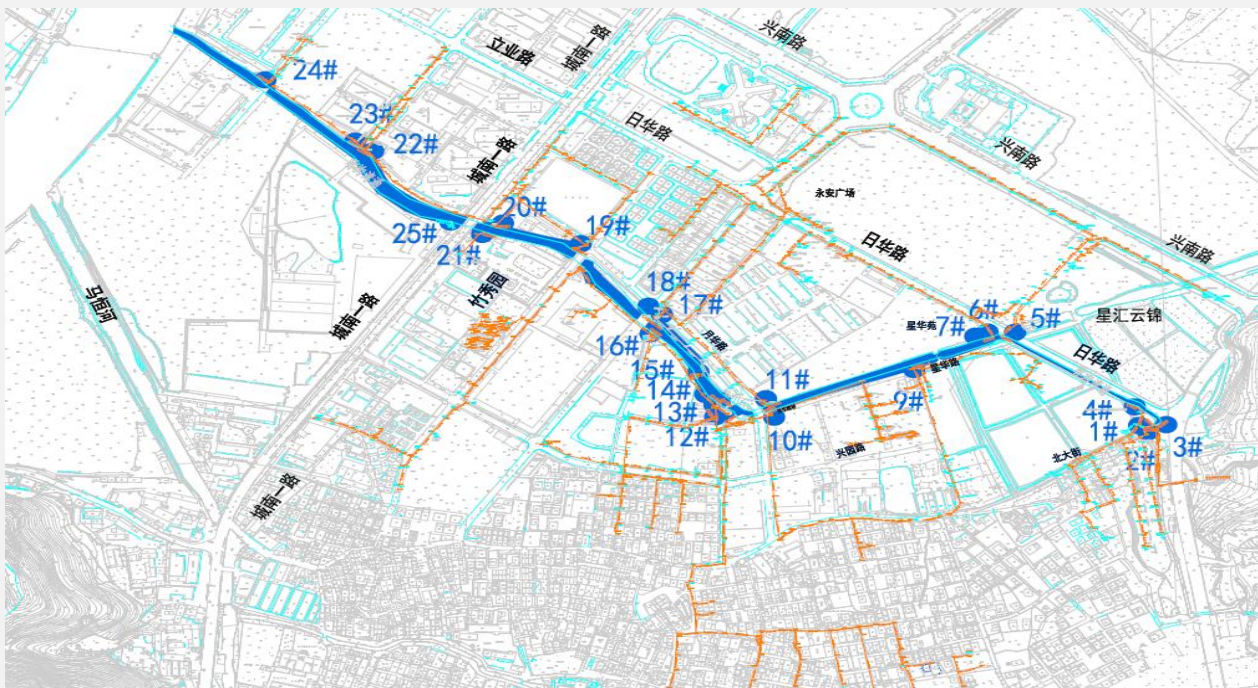 兴南路
城南一路
立业路
24#
23#
22#
日华路
城南一路
兴南路
永安广场
20#
19#
25#
21#
日华路
兴南路
竹秀园
马恒河
城南一路
18#
17#
16#
月华路
星华苑
7#
6#
5#
星汇云锦
日华路
15#
14#
13#
12#
11#
10#
星华路
9#
4#
1#
2#
3#
兴园路
北大街
城南一路